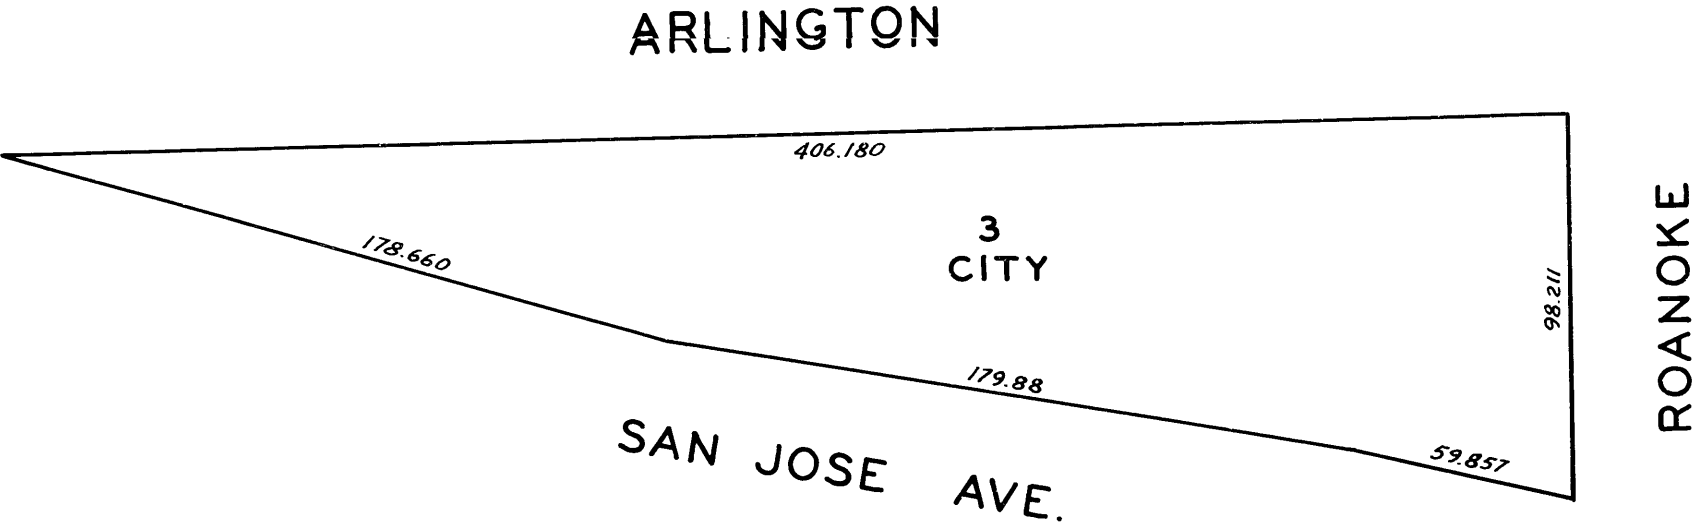 ARLINGTON
406.180
178.660
3
CITY
98.211
ROANOKE
179.88
59.857
SAN JOSE AVE.